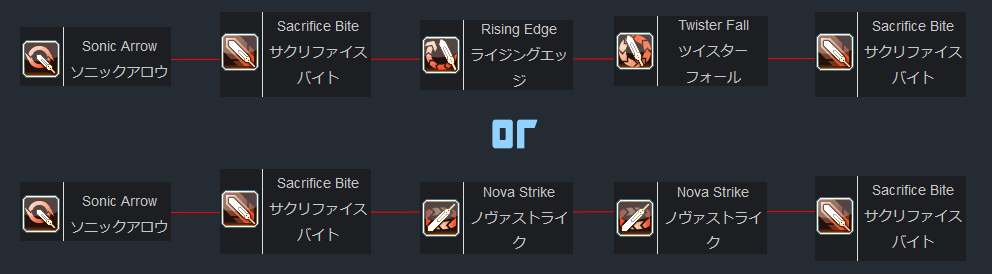 Sonic Arrow
ソニックアロウ
Sacrifice Bite
サクリファイス
バイト
Rising Edge
ライジングエッ
ジ
Twister Fall
ツイスター
フォール
Sacrifice Bite
サクリファイス
バイト
or
Sonic Arrow
ソニックアロウ
Sacrifice Bite
サクリファイス
バイト
Nova Strike
ノヴァストライ
ク
Nova Strike
ノヴァストライ
ク
Sacrifice Bite
サクリファイス
バイト